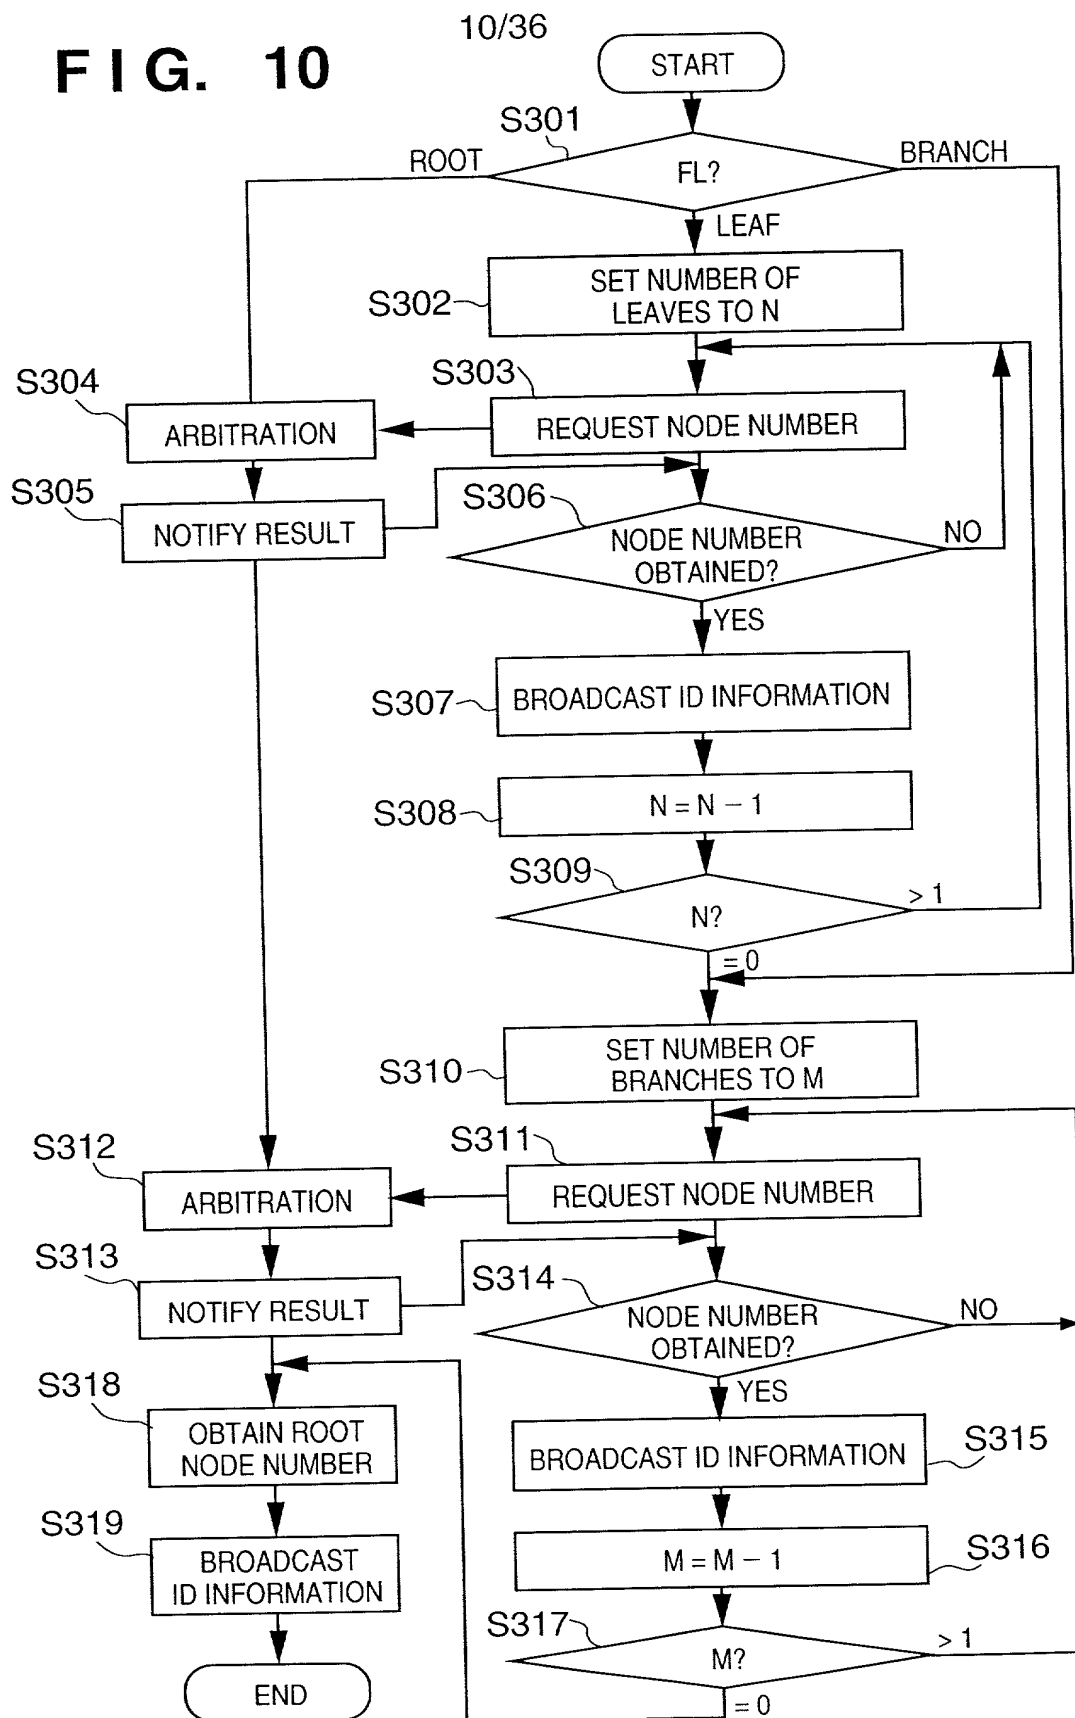 10/36
FIG. 10
START
S301
ROOT
FL?
BRANCH
LEAF
S302
SET NUMBER OF
LEAVES TO N
S303
REQUEST NODE NUMBER
S304
ARBITRATION
S305
NOTIFY RESULT
S306
NODE NUMBER
OBTAINED?
NO
YES
S307
BROADCAST ID INFORMATION
S308
N = N − 1
S309
N?
> 1
= 0
S310
SET NUMBER OF
BRANCHES TO M
S311
REQUEST NODE NUMBER
S312
ARBITRATION
S313
NOTIFY RESULT
S314
NODE NUMBER
OBTAINED?
NO
YES
S315
BROADCAST ID INFORMATION
S316
M = M − 1
S317
M?
> 1
= 0
S318
OBTAIN ROOT
NODE NUMBER
S319
BROADCAST
ID INFORMATION
END